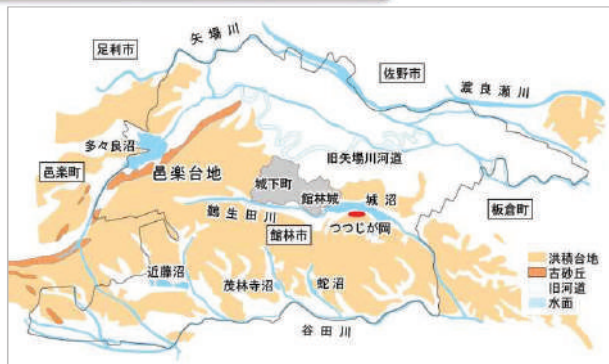 矢場川
足利市
佐野市
渡良瀬川
多々良沼
旧矢場川河道
邑楽町
邑楽台地
城下町
館林城
城沼
板倉町
鶴生田川
つつじが岡
館林市
近藤沼
茂林寺沼
蛇沼
谷田川
洪積台地
古砂丘
旧河道
水面